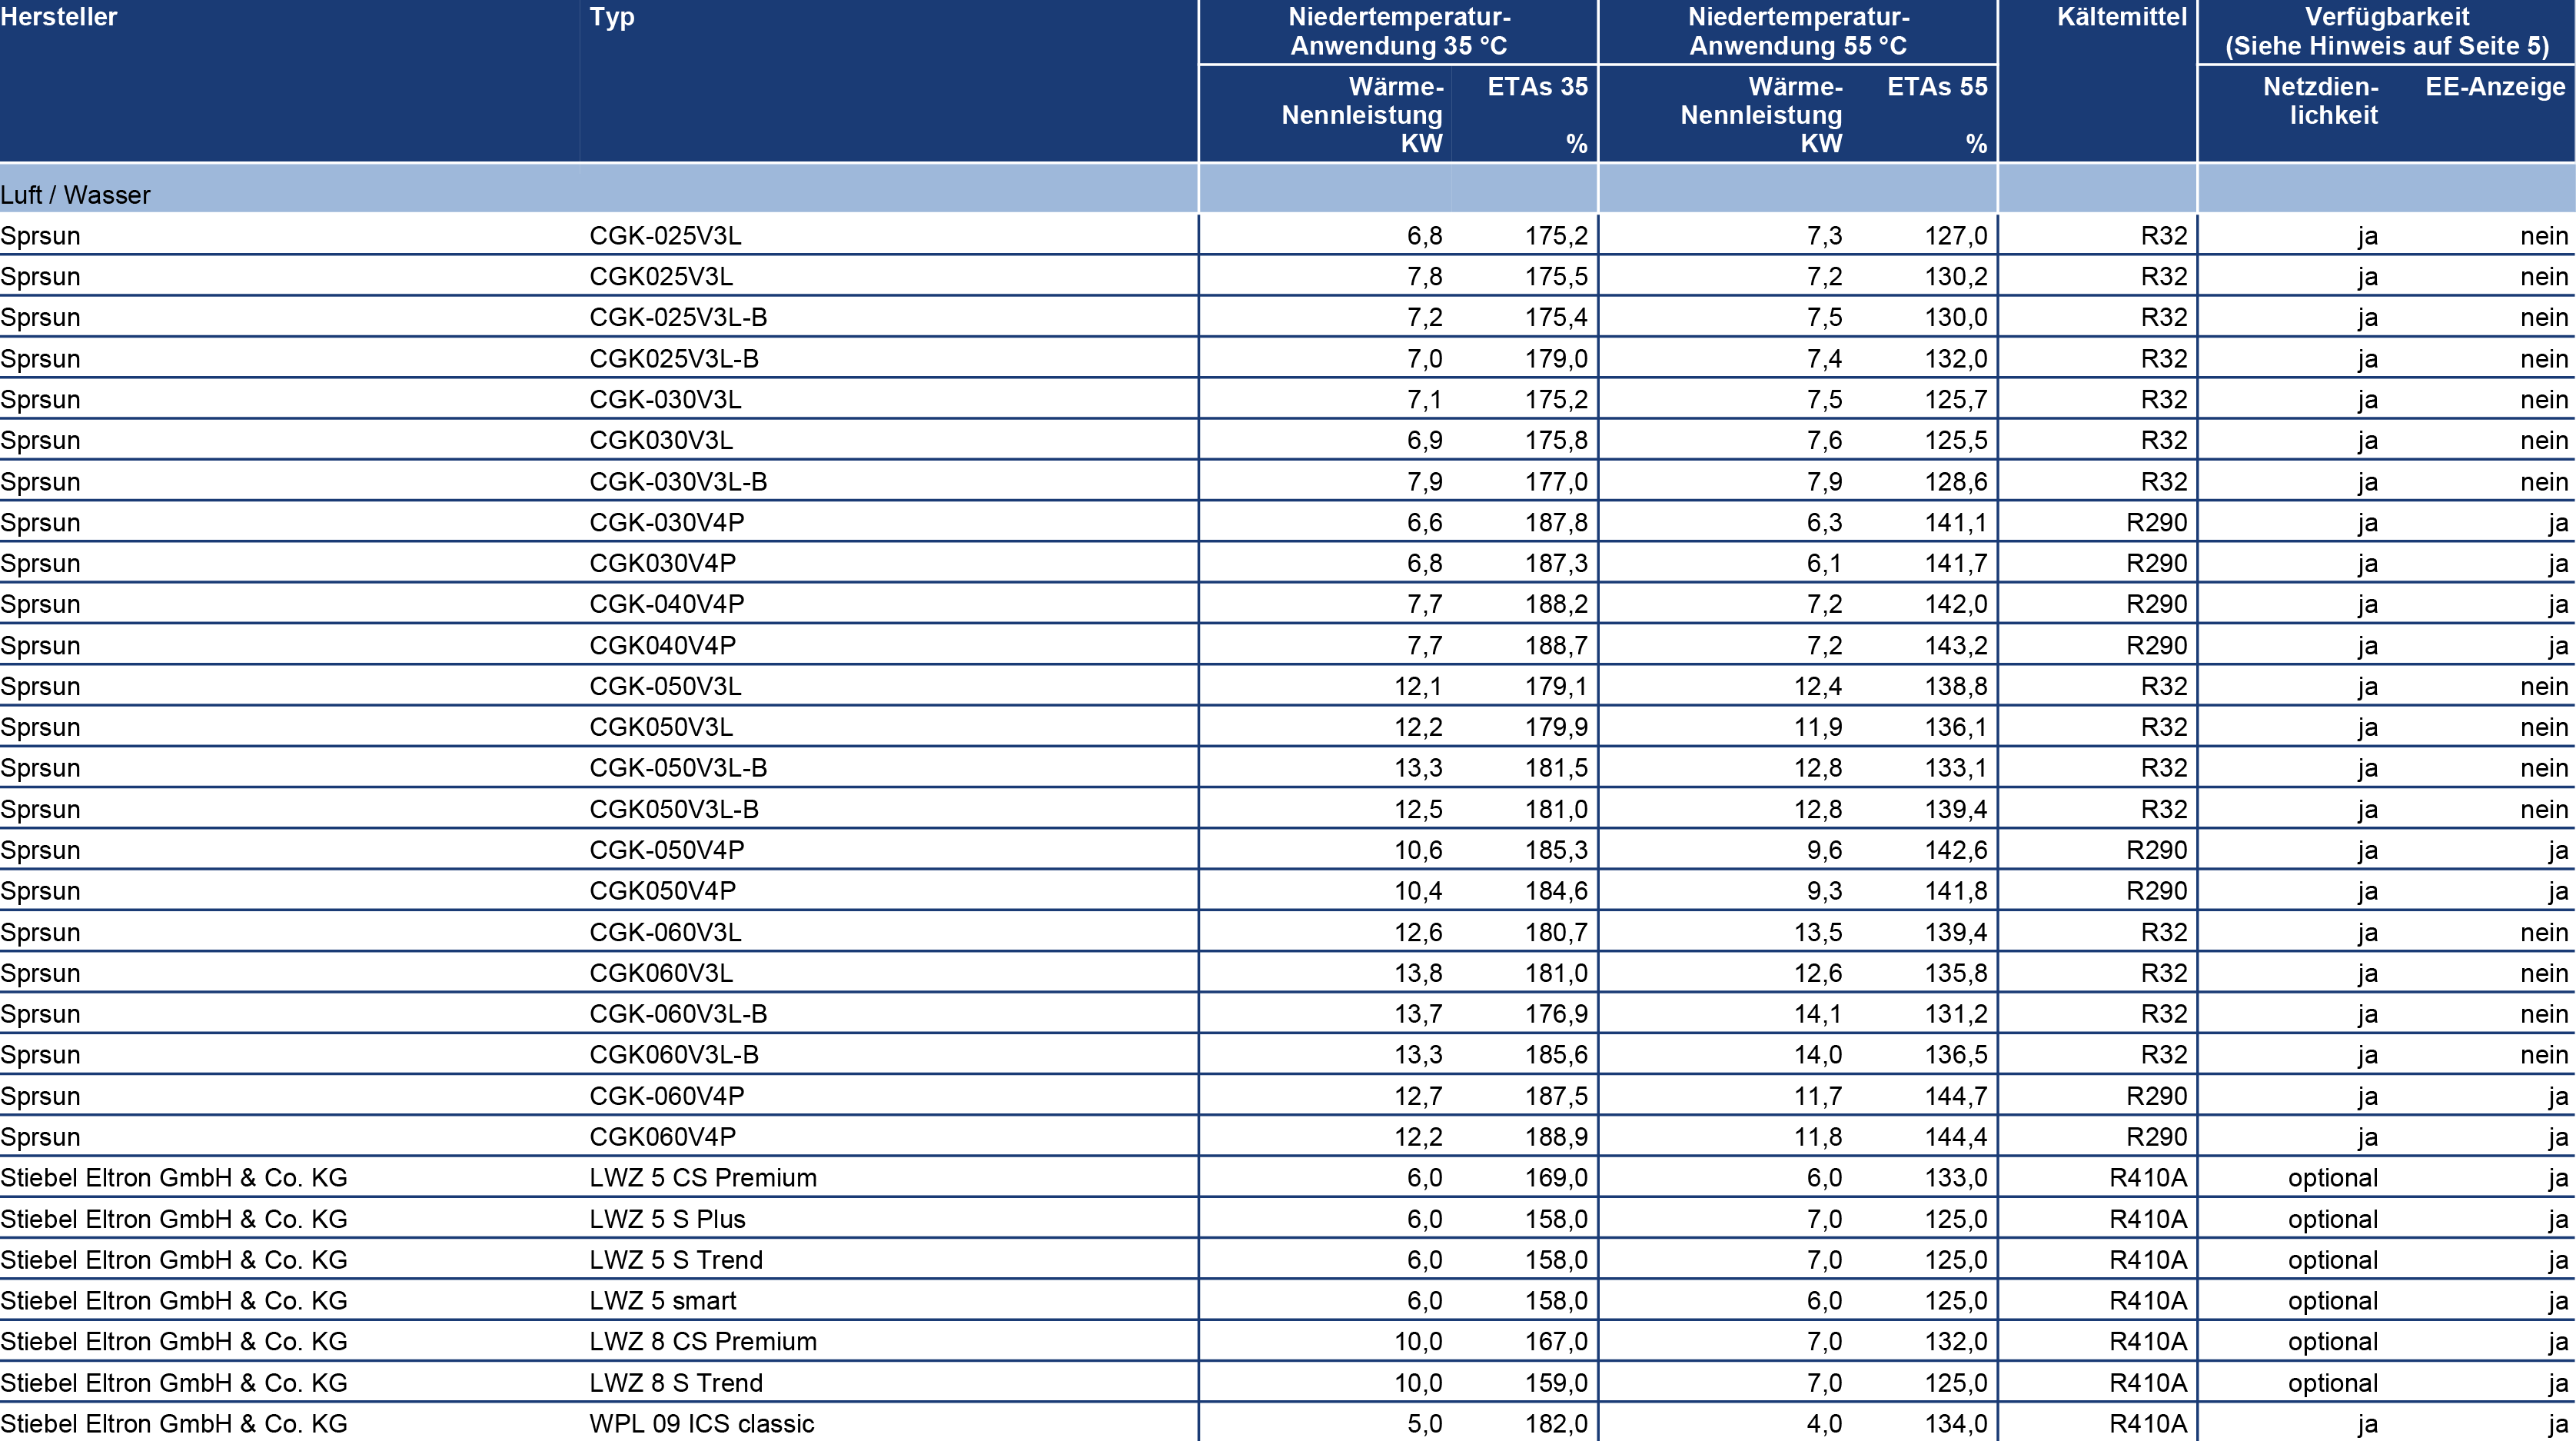 Hersteller Typ Niedertemperatur- Niedertemperatur- Kältemittel Verfügbarkeit
Anwendung 35 °C Anwendung 55 °C (Siehe Hinweis auf Seite 5)
Wärme- ETAs 35 Wärme- ETAs 55 Netzdien- EE-Anzeige
Nennleistung Nennleistung lichkeit
KW % KW %
Luft / Wasser
Sprsun CGK-025V3L 6,8 175,2 7,3 127,0 R32 ja nein
Sprsun CGK025V3L 7,8 175,5 7,2 130,2 R32 ja nein
Sprsun CGK-025V3L-B 7,2 175,4 7,5 130,0 R32 ja nein
Sprsun CGK025V3L-B 7,0 179,0 7,4 132,0 R32 ja nein
Sprsun CGK-030V3L 7,1 175,2 7,5 125,7 R32 ja nein
Sprsun CGK030V3L 6,9 175,8 7,6 125,5 R32 ja nein
Sprsun CGK-030V3L-B 7,9 177,0 7,9 128,6 R32 ja nein
Sprsun CGK-030V4P 6,6 187,8 6,3 141,1 R290 ja ja
Sprsun CGK030V4P 6,8 187,3 6,1 141,7 R290 ja ja
Sprsun CGK-040V4P 7,7 188,2 7,2 142,0 R290 ja ja
Sprsun CGK040V4P 7,7 188,7 7,2 143,2 R290 ja ja
Sprsun CGK-050V3L 12,1 179,1 12,4 138,8 R32 ja nein
Sprsun CGK050V3L 12,2 179,9 11,9 136,1 R32 ja nein
Sprsun CGK-050V3L-B 13,3 181,5 12,8 133,1 R32 ja nein
Sprsun CGK050V3L-B 12,5 181,0 12,8 139,4 R32 ja nein
Sprsun CGK-050V4P 10,6 185,3 9,6 142,6 R290 ja ja
Sprsun CGK050V4P 10,4 184,6 9,3 141,8 R290 ja ja
Sprsun CGK-060V3L 12,6 180,7 13,5 139,4 R32 ja nein
Sprsun CGK060V3L 13,8 181,0 12,6 135,8 R32 ja nein
Sprsun CGK-060V3L-B 13,7 176,9 14,1 131,2 R32 ja nein
Sprsun CGK060V3L-B 13,3 185,6 14,0 136,5 R32 ja nein
Sprsun CGK-060V4P 12,7 187,5 11,7 144,7 R290 ja ja
Sprsun CGK060V4P 12,2 188,9 11,8 144,4 R290 ja ja
Stiebel Eltron GmbH & Co. KG LWZ 5 CS Premium 6,0 169,0 6,0 133,0 R410A optional ja
Stiebel Eltron GmbH & Co. KG LWZ 5 S Plus 6,0 158,0 7,0 125,0 R410A optional ja
Stiebel Eltron GmbH & Co. KG LWZ 5 S Trend 6,0 158,0 7,0 125,0 R410A optional ja
Stiebel Eltron GmbH & Co. KG LWZ 5 smart 6,0 158,0 6,0 125,0 R410A optional ja
Stiebel Eltron GmbH & Co. KG LWZ 8 CS Premium 10,0 167,0 7,0 132,0 R410A optional ja
Stiebel Eltron GmbH & Co. KG LWZ 8 S Trend 10,0 159,0 7,0 125,0 R410A optional ja
Stiebel Eltron GmbH & Co. KG WPL 09 ICS classic 5,0 182,0 4,0 134,0 R410A ja ja